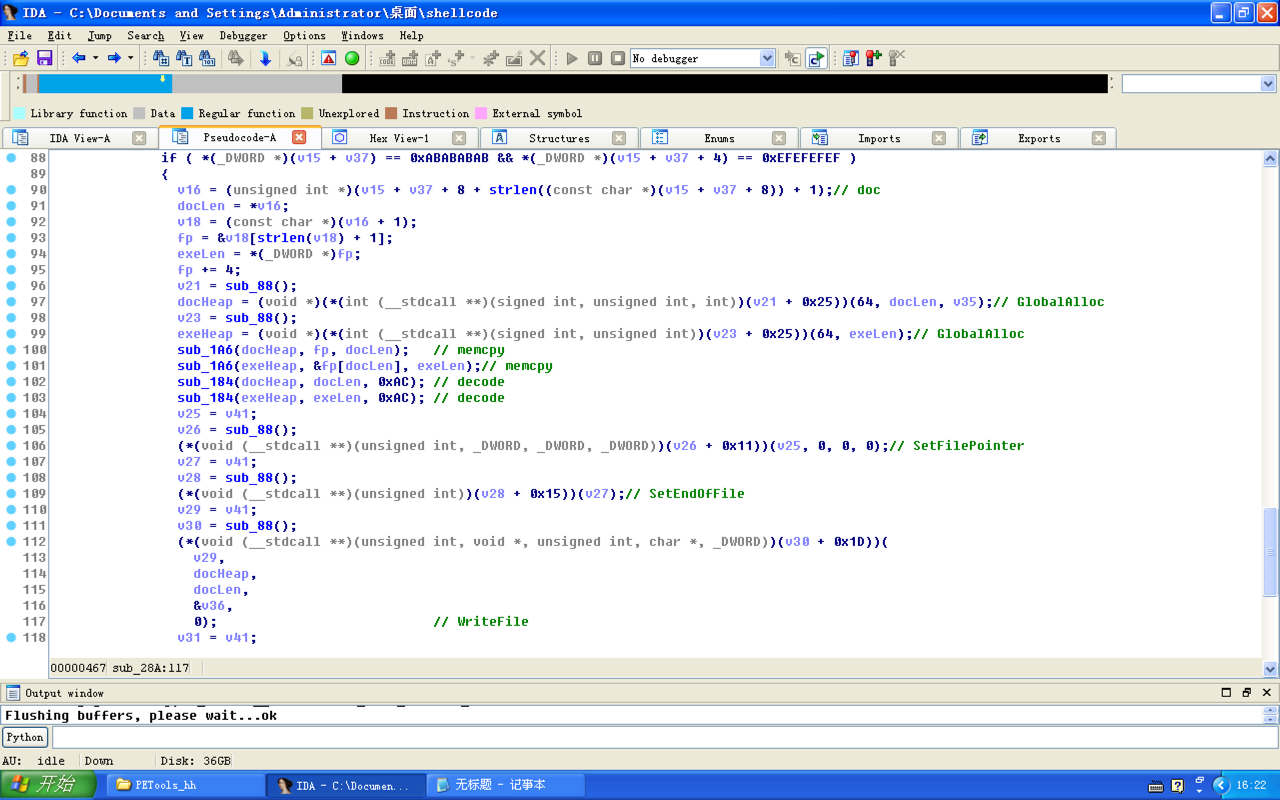 IDA - C:\Documents and Settings\Administrator\桌面\shellcode
File Edit Jump Search View Debugger Options Windows Help
No debugger
Library function Data Regular function Unexplored Instruction External symbol
IDA View-A Pseudocode-A Hex View-1 Structures Enums Imports Exports
88 if ( *(_DWORD *)(v15 + v37) == 0xABABABAB && *(_DWORD *)(v15 + v37 + 4) == 0xEFEFEFEF )
89 {
90 v16 = (unsigned int *)(v15 + v37 + 8 + strlen((const char *)(v15 + v37 + 8)) + 1);// doc
91 docLen = *v16;
92 v18 = (const char *)(v16 + 1);
93 fp = &v18[strlen(v18) + 1];
94 exeLen = *(_DWORD *)fp;
95 fp += 4;
96 v21 = sub_88();
97 docHeap = (void *)(*(int (__stdcall **)(signed int, unsigned int, int))(v21 + 0x25))(64, docLen, v35);// GlobalAlloc
98 v23 = sub_88();
99 exeHeap = (void *)(*(int (__stdcall **)(signed int, unsigned int))(v23 + 0x25))(64, exeLen);// GlobalAlloc
100 sub_1A6(docHeap, fp, docLen); // memcpy
101 sub_1A6(exeHeap, &fp[docLen], exeLen);// memcpy
102 sub_184(docHeap, docLen, 0xAC); // decode
103 sub_184(exeHeap, exeLen, 0xAC); // decode
104 v25 = v41;
105 v26 = sub_88();
106 (*(void (__stdcall **)(unsigned int, _DWORD, _DWORD, _DWORD))(v26 + 0x11))(v25, 0, 0, 0);// SetFilePointer
107 v27 = v41;
108 v28 = sub_88();
109 (*(void (__stdcall **)(unsigned int))(v28 + 0x15))(v27);// SetEndOfFile
110 v29 = v41;
111 v30 = sub_88();
112 (*(void (__stdcall **)(unsigned int, void *, unsigned int, char *, _DWORD))(v30 + 0x1D))(
113 v29,
114 docHeap,
115 docLen,
116 &v36,
117 0); // WriteFile
118 v31 = v41;
00000467 sub_28A:117
Output window
Flushing buffers, please wait...ok
Python
AU: idle Down Disk: 36GB
开始 PETools_hh IDA - C:\Documen... 无标题 - 记事本 16:22